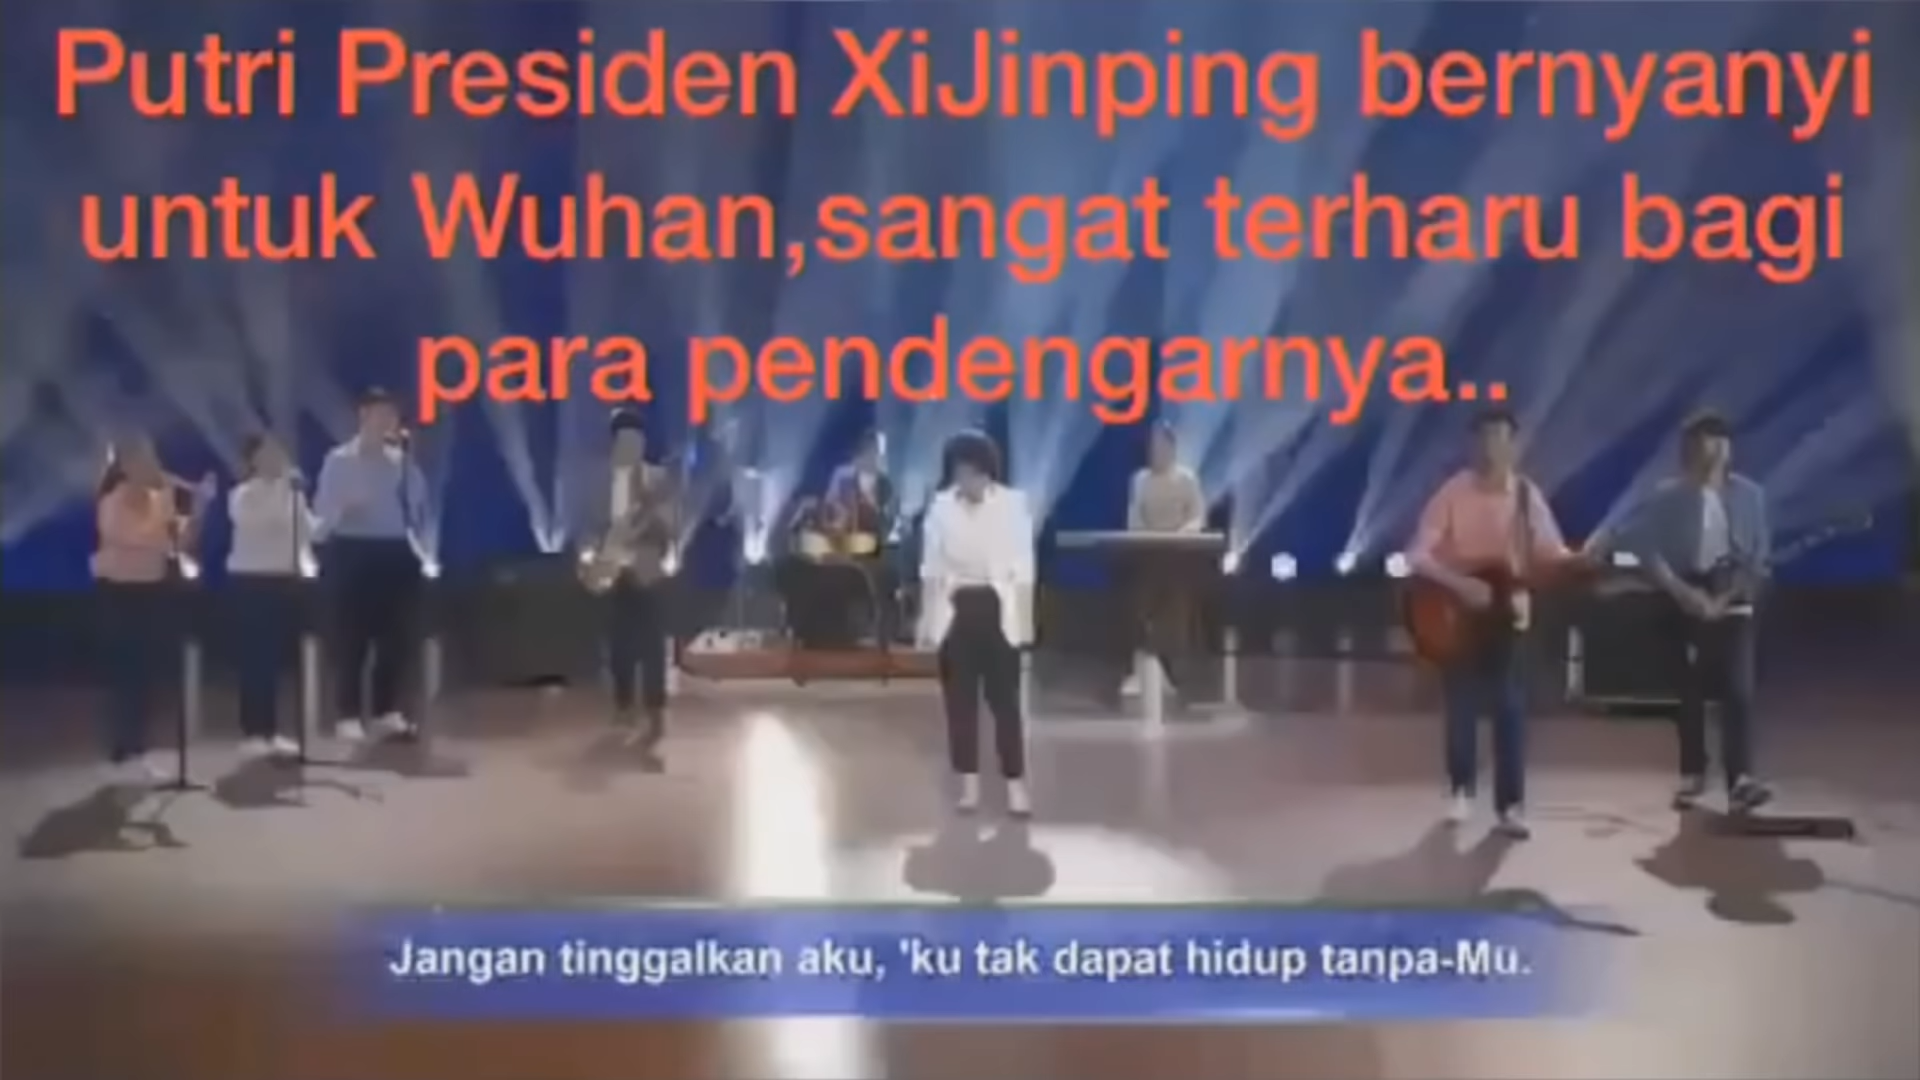 Putri Presiden XiJinping bernyanyi
untuk Wuhan,sangat terharu bagi
para pendengarnya..
Jangan tinggalkan aku, 'ku tak dapat hidup tanpa-Mu.